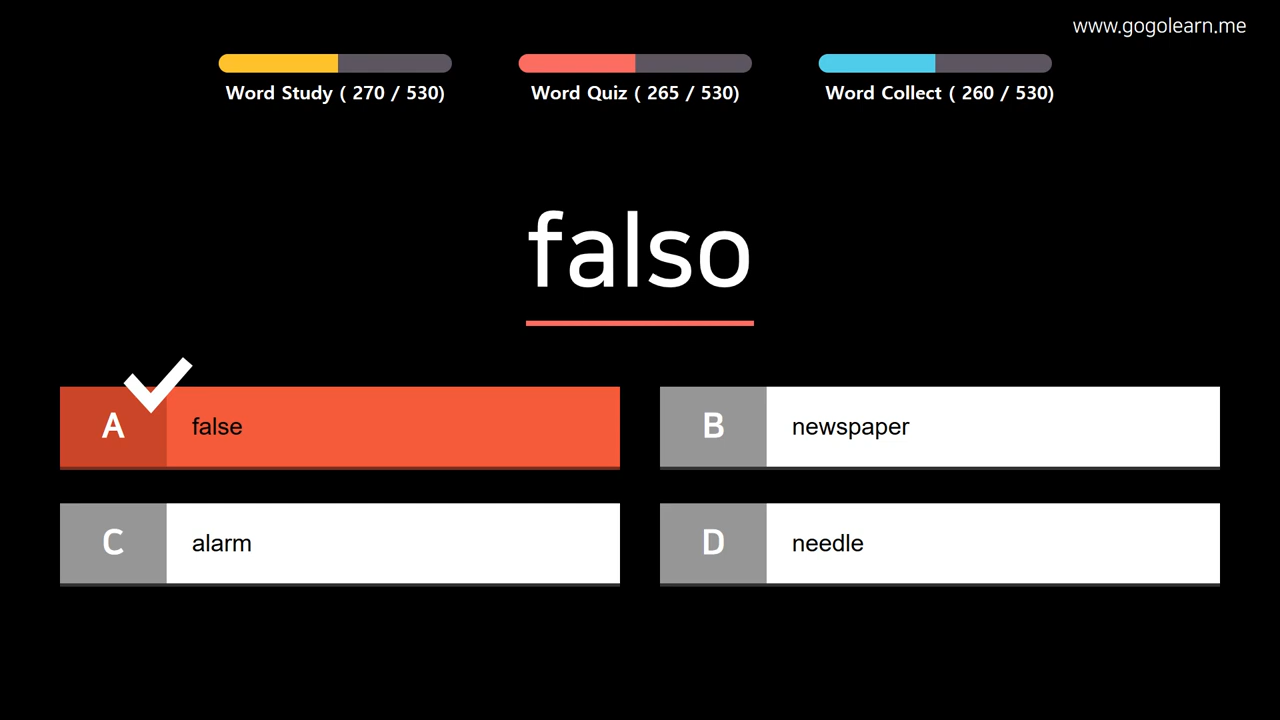 www.gogolearn.me
Word Study ( 270 / 530)
Word Quiz ( 265 / 530)
Word Collect ( 260 / 530)
falso
A false
B newspaper
C alarm
D needle